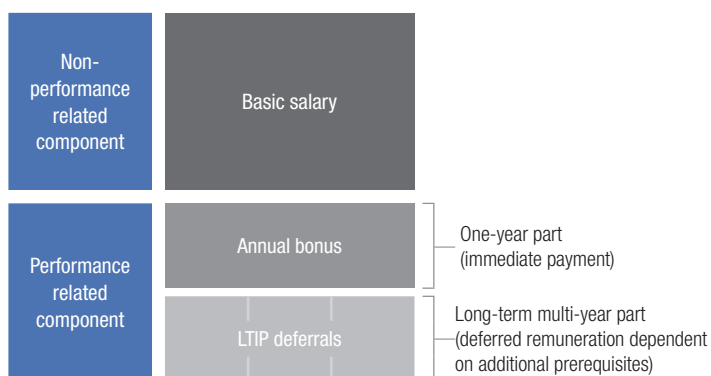 Non-
performance
related
component
Basic salary
Performance
related
component
Annual bonus
One-year part
(immediate payment)
LTIP deferrals
Long-term multi-year part
(deferred remuneration dependent
on additional prerequisites)